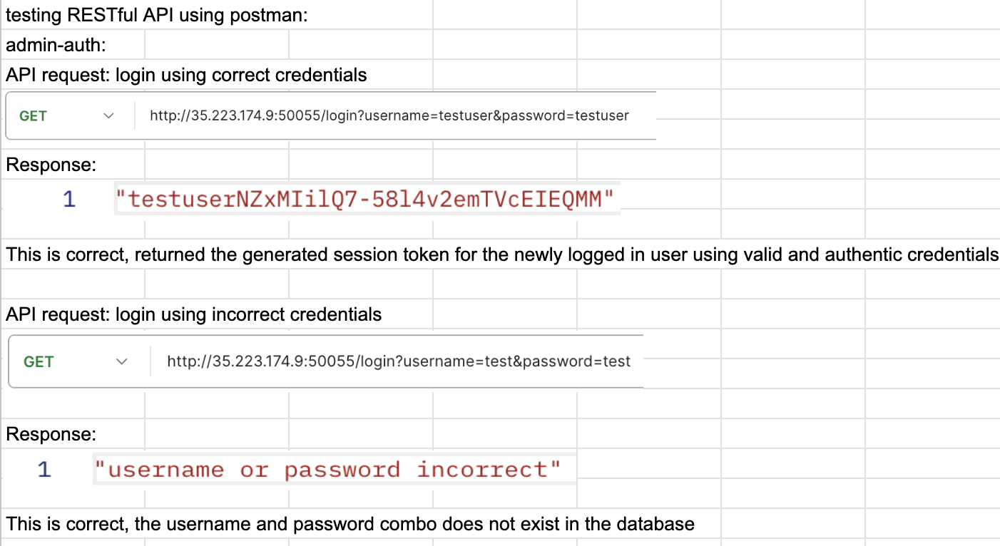 testing RESTful API using postman:
admin-auth:
API request: login using correct credentials
GET http://35.223.174.9:50055/login?username=testuser&password=testuser
Response:
1 "testuserNZxMIilQ7-58l4v2emTVcEIEQMM"
This is correct, returned the generated session token for the newly logged in user using valid and authentic credentials
API request: login using incorrect credentials
GET http://35.223.174.9:50055/login?username=test&password=test
Response:
1 "username or password incorrect"
This is correct, the username and password combo does not exist in the database